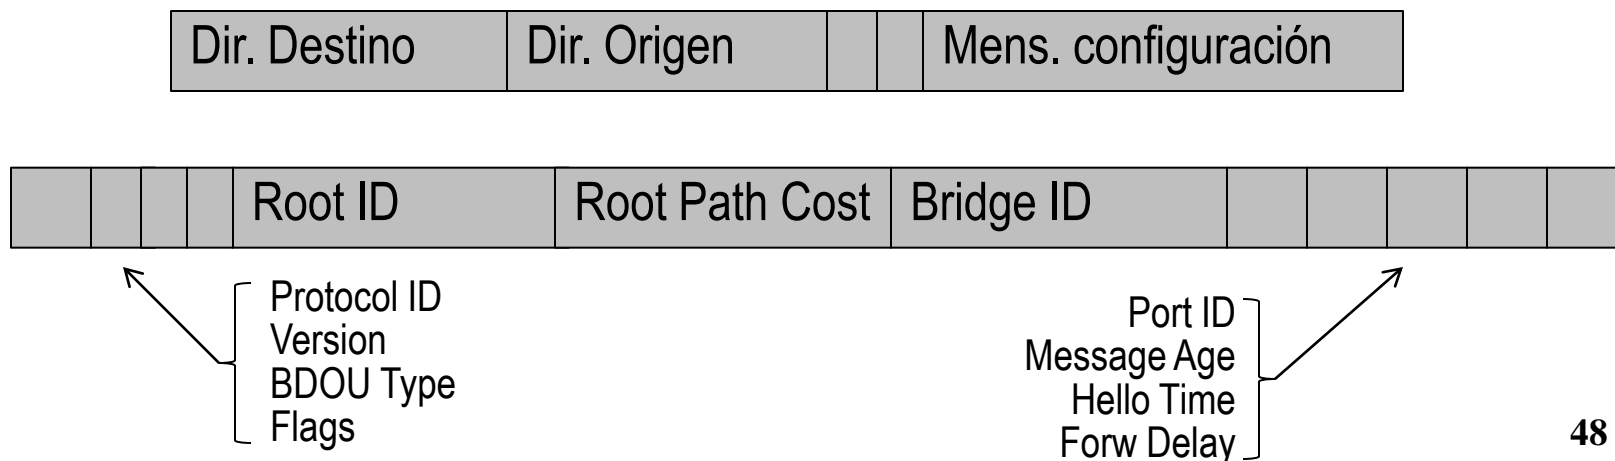 Dir. Destino
Dir. Origen
Mens. configuración
Root ID
Root Path Cost
Bridge ID
Protocol ID
Version
BDOU Type
Flags
Port ID
Message Age
Hello Time
Forw Delay
48